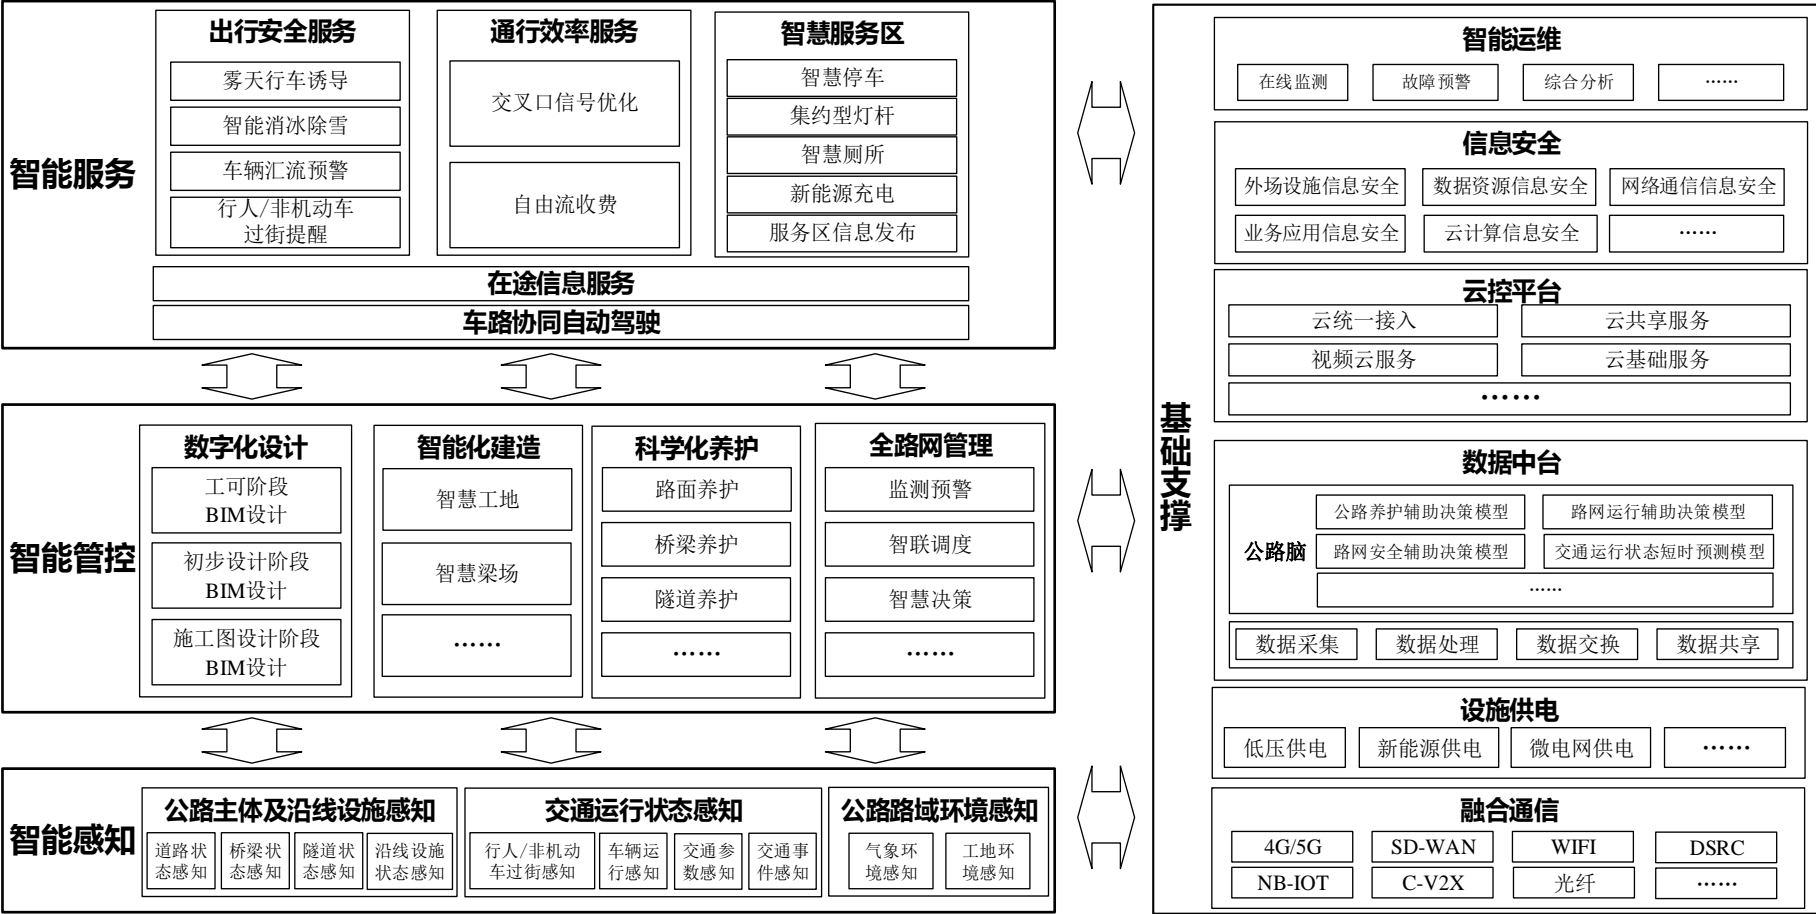 智能服务
出行安全服务
雾天行车诱导
智能消冰除雪
车辆汇流预警
行人/非机动车
过街提醒
通行效率服务
交叉口信号优化
自由流收费
智慧服务区
智慧停车
集约型灯杆
智慧厕所
新能源充电
服务区信息发布
在途信息服务
车路协同自动驾驶
智能管控
数字化设计
工可阶段
BIM设计
初步设计阶段
BIM设计
施工图设计阶段
BIM设计
智能化建造
智慧工地
智慧梁场
……
科学化养护
路面养护
桥梁养护
隧道养护
……
全路网管理
监测预警
智联调度
智慧决策
……
智能感知
公路主体及沿线设施感知
道路状
态感知
桥梁状
态感知
隧道状
态感知
沿线设施
状态感知
交通运行状态感知
行人/非机动
车过街感知
车辆运
行感知
交通参
数感知
交通事
件感知
公路路域环境感知
气象环
境感知
工地环
境感知
基础支撑
智能运维
在线监测
故障预警
综合分析
……
信息安全
外场设施信息安全
数据资源信息安全
网络通信信息安全
业务应用信息安全
云计算信息安全
……
云控平台
云统一接入
云共享服务
视频云服务
云基础服务
……
数据中台
公路脑
公路养护辅助决策模型
路网运行辅助决策模型
路网安全辅助决策模型
交通运行状态短时预测模型
……
数据采集
数据处理
数据交换
数据共享
设施供电
低压供电
新能源供电
微电网供电
……
融合通信
4G/5G
SD-WAN
WIFI
DSRC
NB-IOT
C-V2X
光纤
……